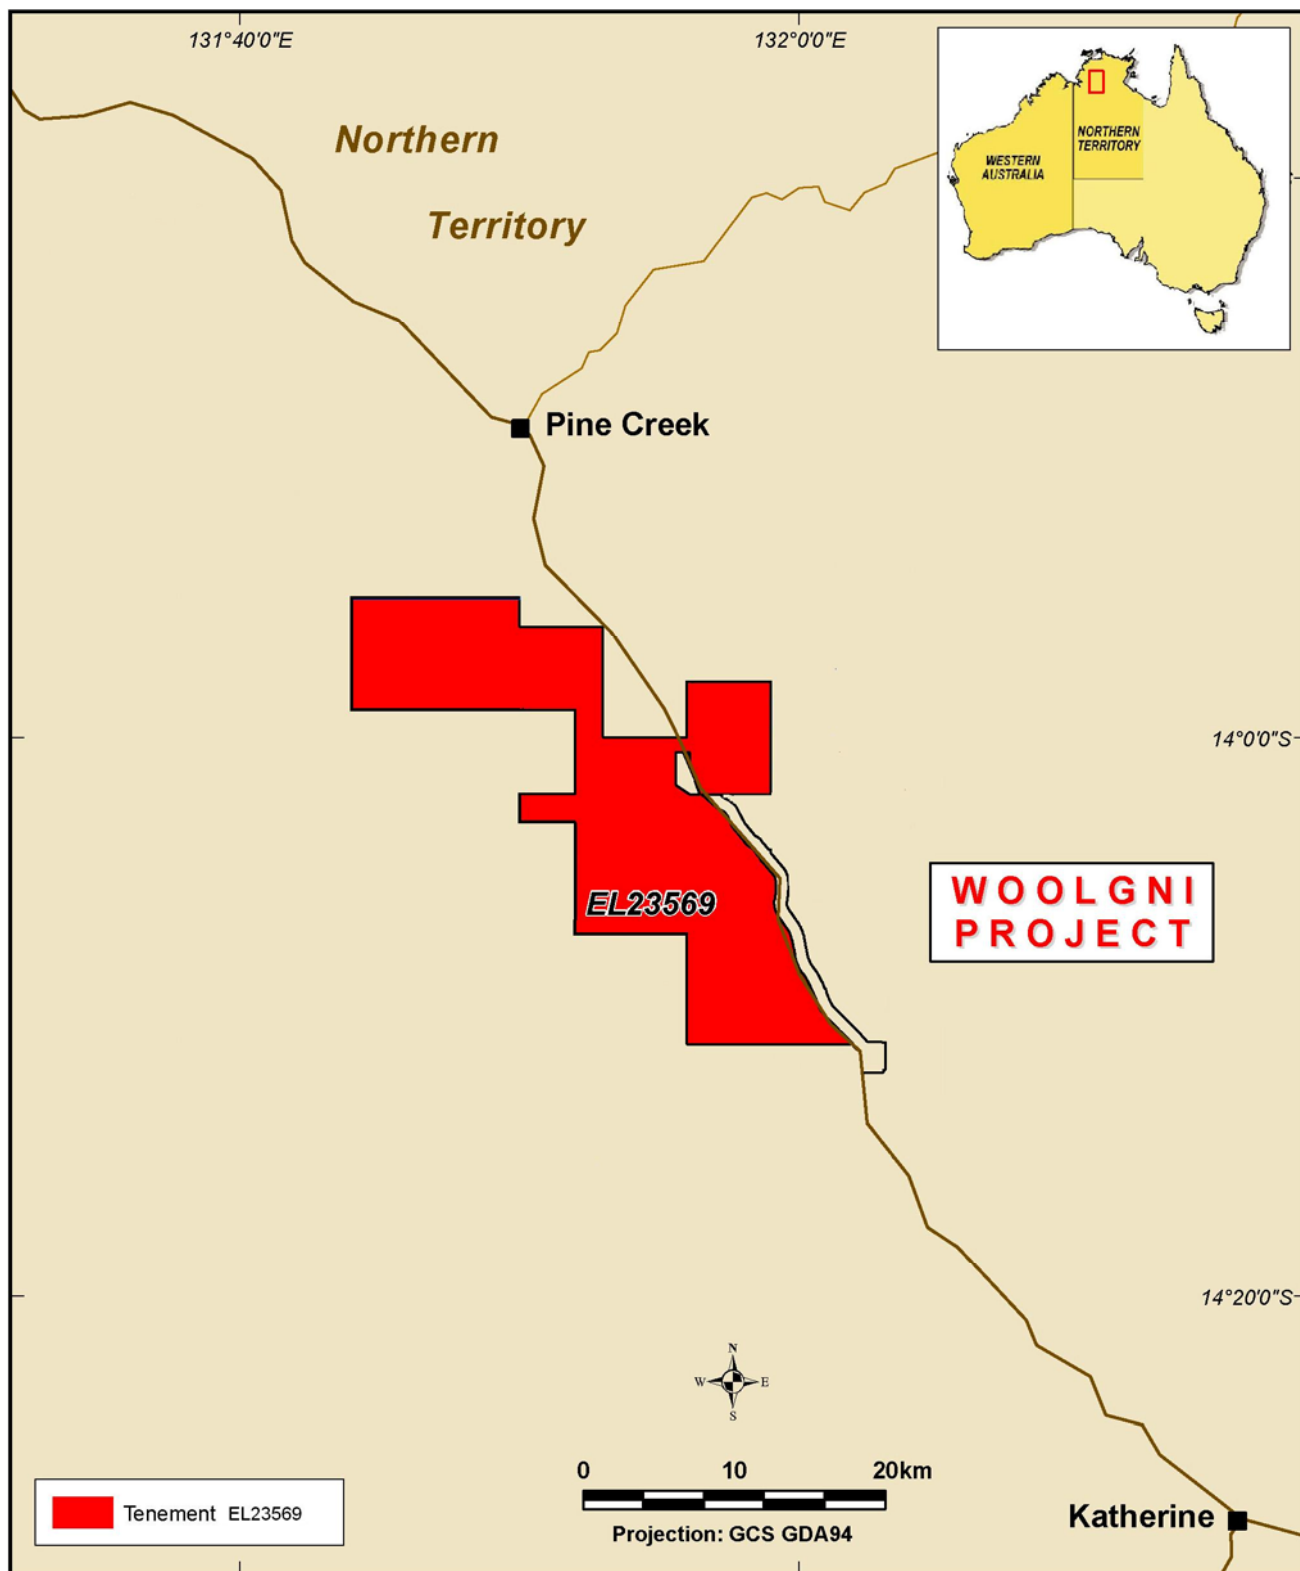 131°40'0"E
132°0'0"E
Northern
Territory
WESTERN
AUSTRALIA
NORTHERN
TERRITORY
Pine Creek
14°0'0"S
EL23569
WOOLGNI
PROJECT
14°20'0"S
N
W E
S
0 10 20km
Projection: GCS GDA94
Tenement EL23569
Katherine